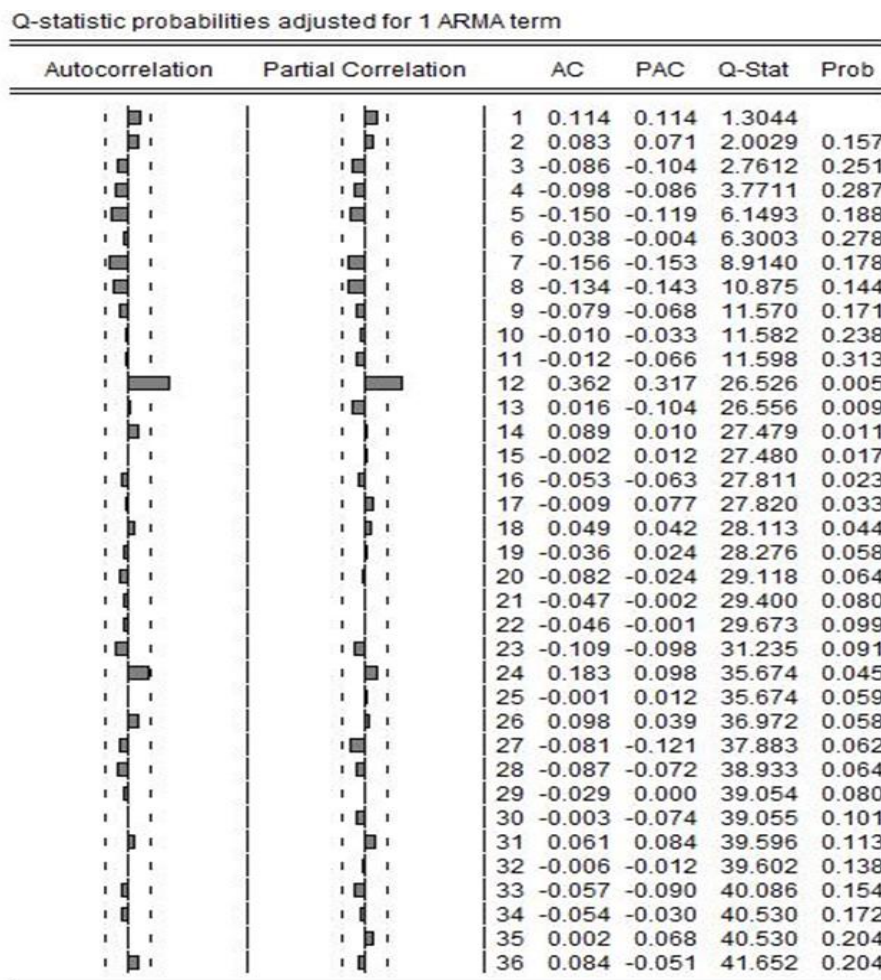 Q-statistic probabilities adjusted for 1 ARMA term
Autocorrelation Partial Correlation AC PAC Q-Stat Prob
1 0.114 0.114 1.3044
2 0.083 0.071 2.0029 0.157
3 -0.086 -0.104 2.7612 0.251
4 -0.098 -0.086 3.7711 0.287
5 -0.150 -0.119 6.1493 0.188
6 -0.038 -0.004 6.3003 0.278
7 -0.156 -0.153 8.9140 0.178
8 -0.134 -0.143 10.875 0.144
9 -0.079 -0.068 11.570 0.171
10 -0.010 -0.033 11.582 0.238
11 -0.012 -0.066 11.598 0.313
12 0.362 0.317 26.526 0.005
13 0.016 -0.104 26.556 0.009
14 0.089 0.010 27.479 0.011
15 -0.002 0.012 27.480 0.017
16 -0.053 -0.063 27.811 0.023
17 -0.009 0.077 27.820 0.033
18 0.049 0.042 28.113 0.044
19 -0.036 0.024 28.276 0.058
20 -0.082 -0.024 29.118 0.064
21 -0.047 -0.002 29.400 0.080
22 -0.046 -0.001 29.673 0.099
23 -0.109 -0.098 31.235 0.091
24 0.183 0.098 35.674 0.045
25 -0.001 0.012 35.674 0.059
26 0.098 0.039 36.972 0.058
27 -0.081 -0.121 37.883 0.062
28 -0.087 -0.072 38.933 0.064
29 -0.029 0.000 39.054 0.080
30 -0.003 -0.074 39.055 0.101
31 0.061 0.084 39.596 0.113
32 -0.006 -0.012 39.602 0.138
33 -0.057 -0.090 40.086 0.154
34 -0.054 -0.030 40.530 0.172
35 0.002 0.068 40.530 0.204
36 0.084 -0.051 41.652 0.204